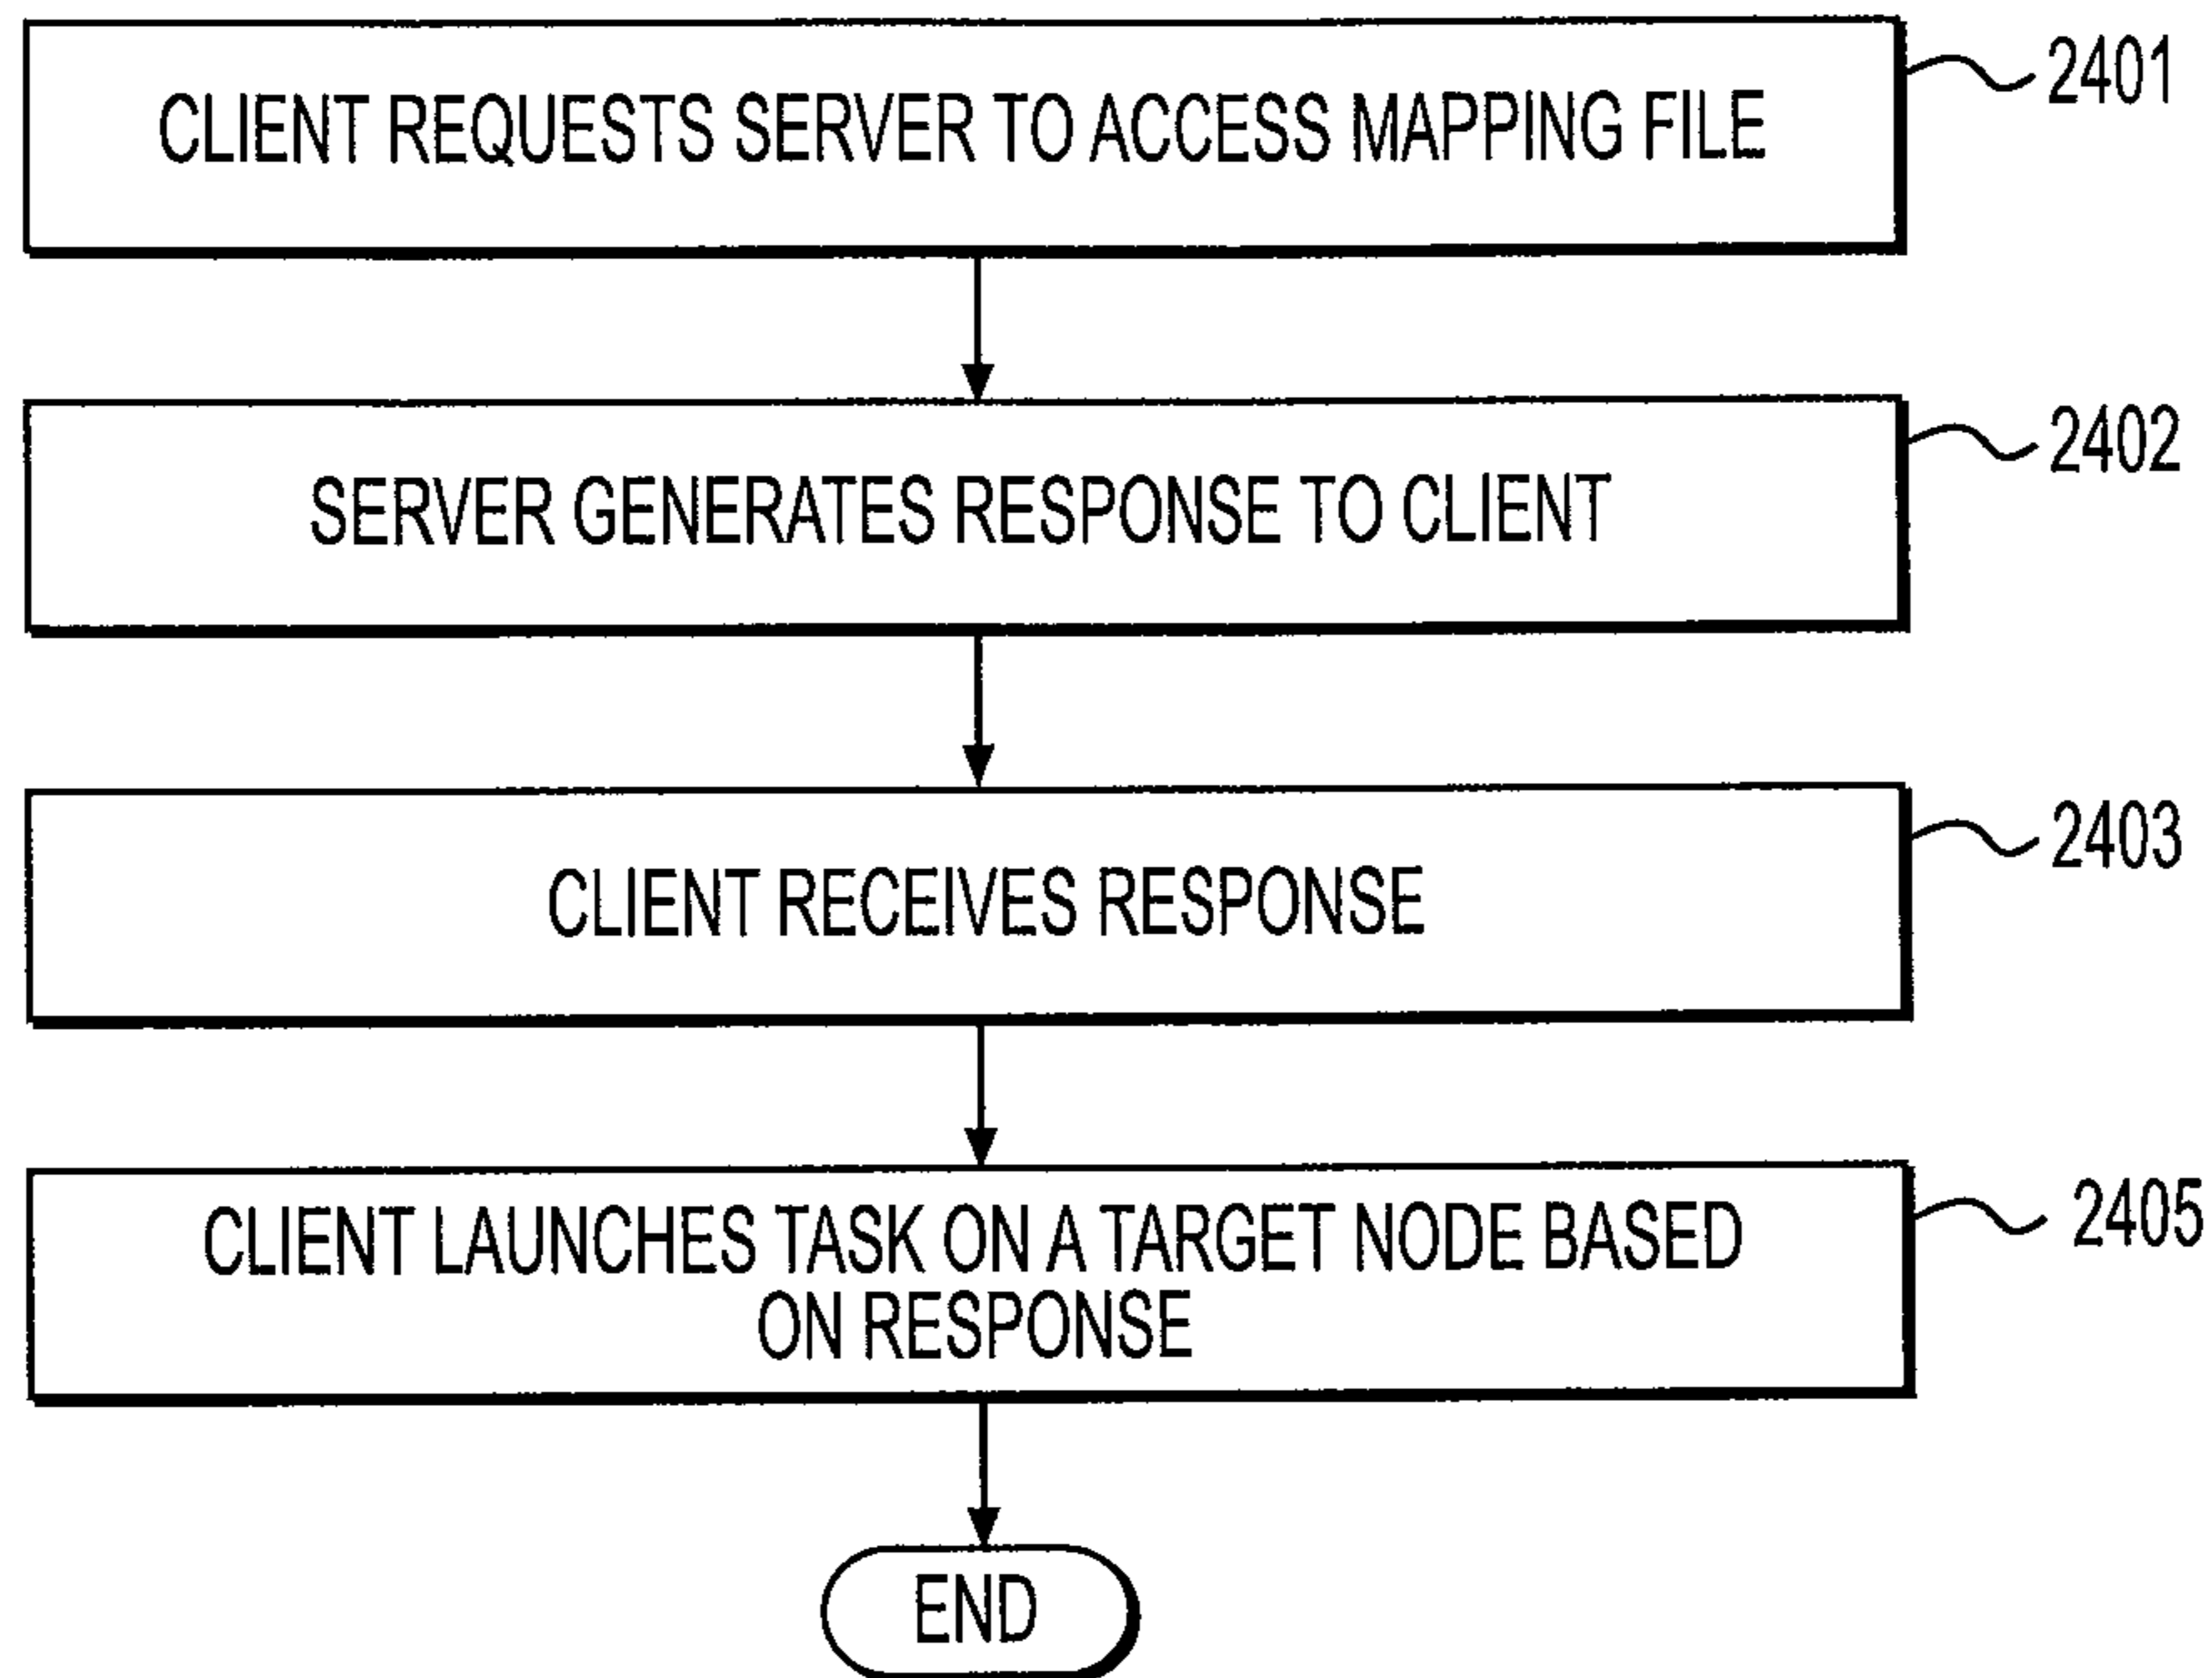 CLIENT REQUESTS SERVER TO ACCESS MAPPING FILE
2401
SERVER GENERATES RESPONSE TO CLIENT
2402
CLIENT RECEIVES RESPONSE
2403
CLIENT LAUNCHES TASK ON A TARGET NODE BASED
ON RESPONSE
2405
END